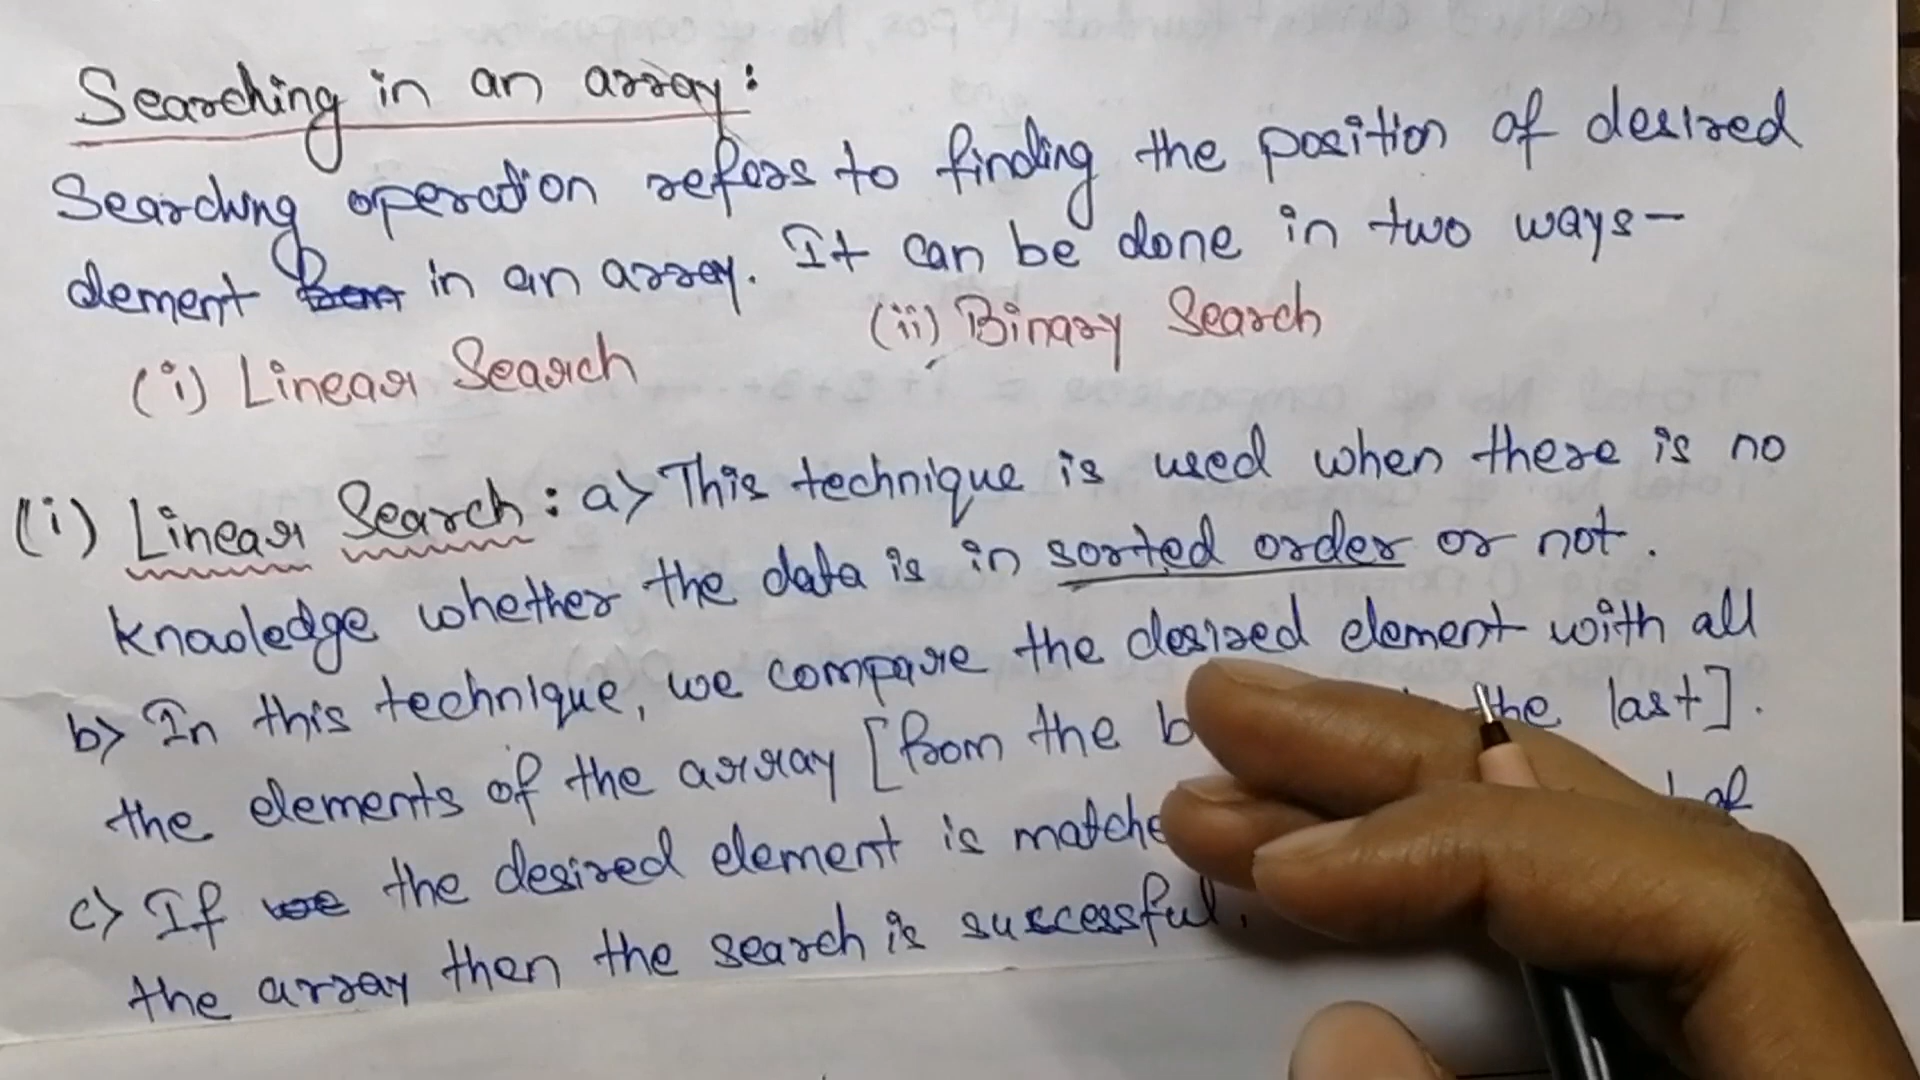 Searching in an array:
Searching operation refers to finding the position of desired
element in an array. It can be done in two ways-
(i) Linear Search (ii) Binary Search
(i) Linear Search: a> This technique is used when there is no
knowledge whether the data is in sorted order or not.
b> In this technique, we compare the desired element with all
the elements of the array [from the b the last].
c> If we the desired element is matche of
the array then the search is successful.